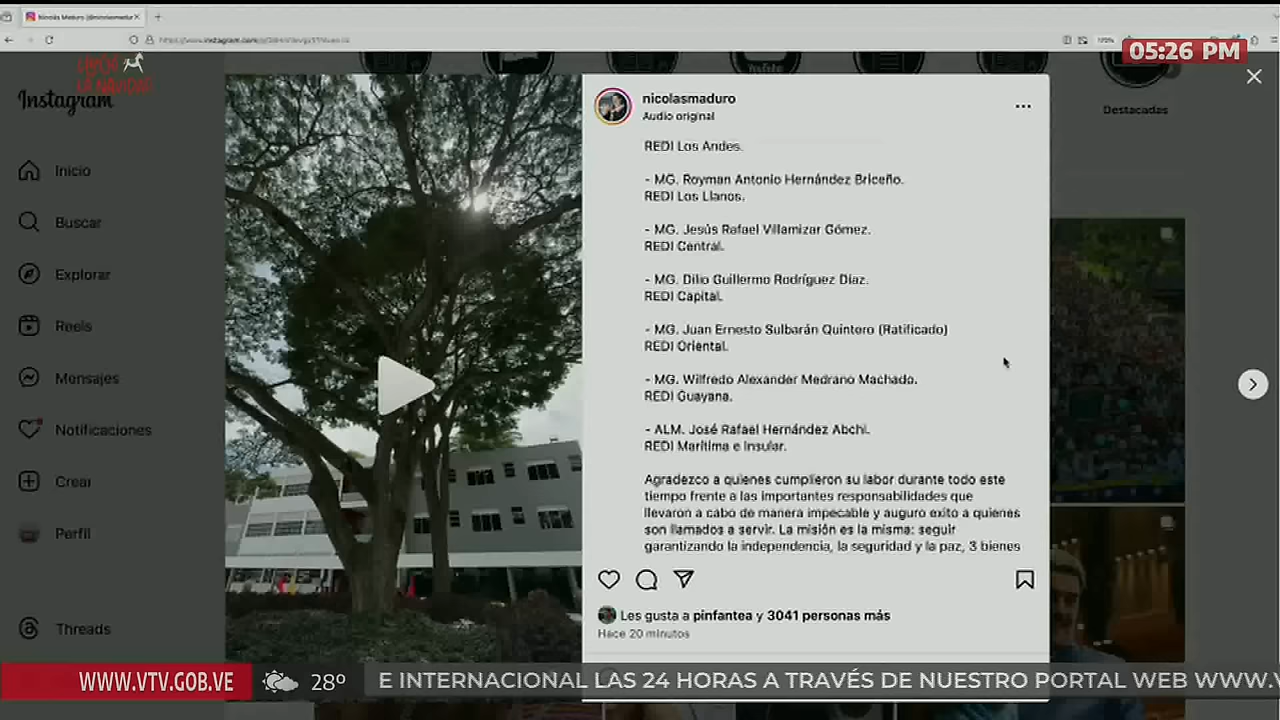 05:26 PM
LA NAVIDAD
Instagram
Inicio
Buscar
Explorar
Reels
Mensajes
Notificaciones
Crear
Perfil
Threads
YouTube
Destacadas
nicolasmaduro
Audio original
REDI Los Andes.
- MG. Royman Antonio Hernández Briceño.
REDI Los Llanos.
- MG. Jesús Rafael Villamizar Gómez.
REDI Central.
- MG. Dilio Guillermo Rodríguez Díaz.
REDI Capital.
- MG. Juan Ernesto Sulbarán Quintero (Ratificado)
REDI Oriental.
- MG. Wilfredo Alexander Medrano Machado.
REDI Guayana.
- ALM. José Rafael Hernández Abchi.
REDI Marítima e Insular.
Agradezco a quienes cumplieron su labor durante todo este
tiempo frente a las importantes responsabilidades que
llevaron a cabo de manera impecable y auguro exito a quienes
son llamados a servir. La misión es la misma: seguir
garantizando la independencia, la seguridad y la paz, 3 bienes
Les gusta a pinfantea y 3041 personas más
Hace 20 minutos
WWW.VTV.GOB.VE
28º
E INTERNACIONAL LAS 24 HORAS A TRAVÉS DE NUESTRO PORTAL WEB WWW.V